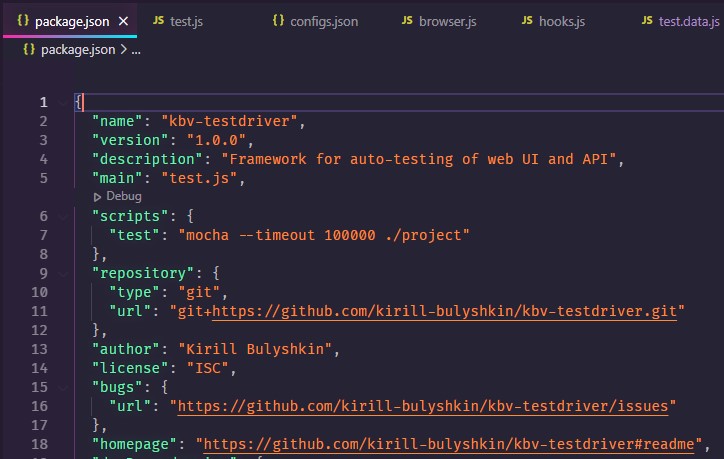 {} package.json × JS test.js {} configs.json JS browser.js JS hooks.js JS test.data.js
{} package.json > ...
1 {
2 "name": "kbv-testdriver",
3 "version": "1.0.0",
4 "description": "Framework for auto-testing of web UI and API",
5 "main": "test.js",
Debug
6 "scripts": {
7 "test": "mocha --timeout 100000 ./project"
8 },
9 "repository": {
10 "type": "git",
11 "url": "git+https://github.com/kirill-bulyshkin/kbv-testdriver.git"
12 },
13 "author": "Kirill Bulyshkin",
14 "license": "ISC",
15 "bugs": {
16 "url": "https://github.com/kirill-bulyshkin/kbv-testdriver/issues"
17 },
18 "homepage": "https://github.com/kirill-bulyshkin/kbv-testdriver#readme",